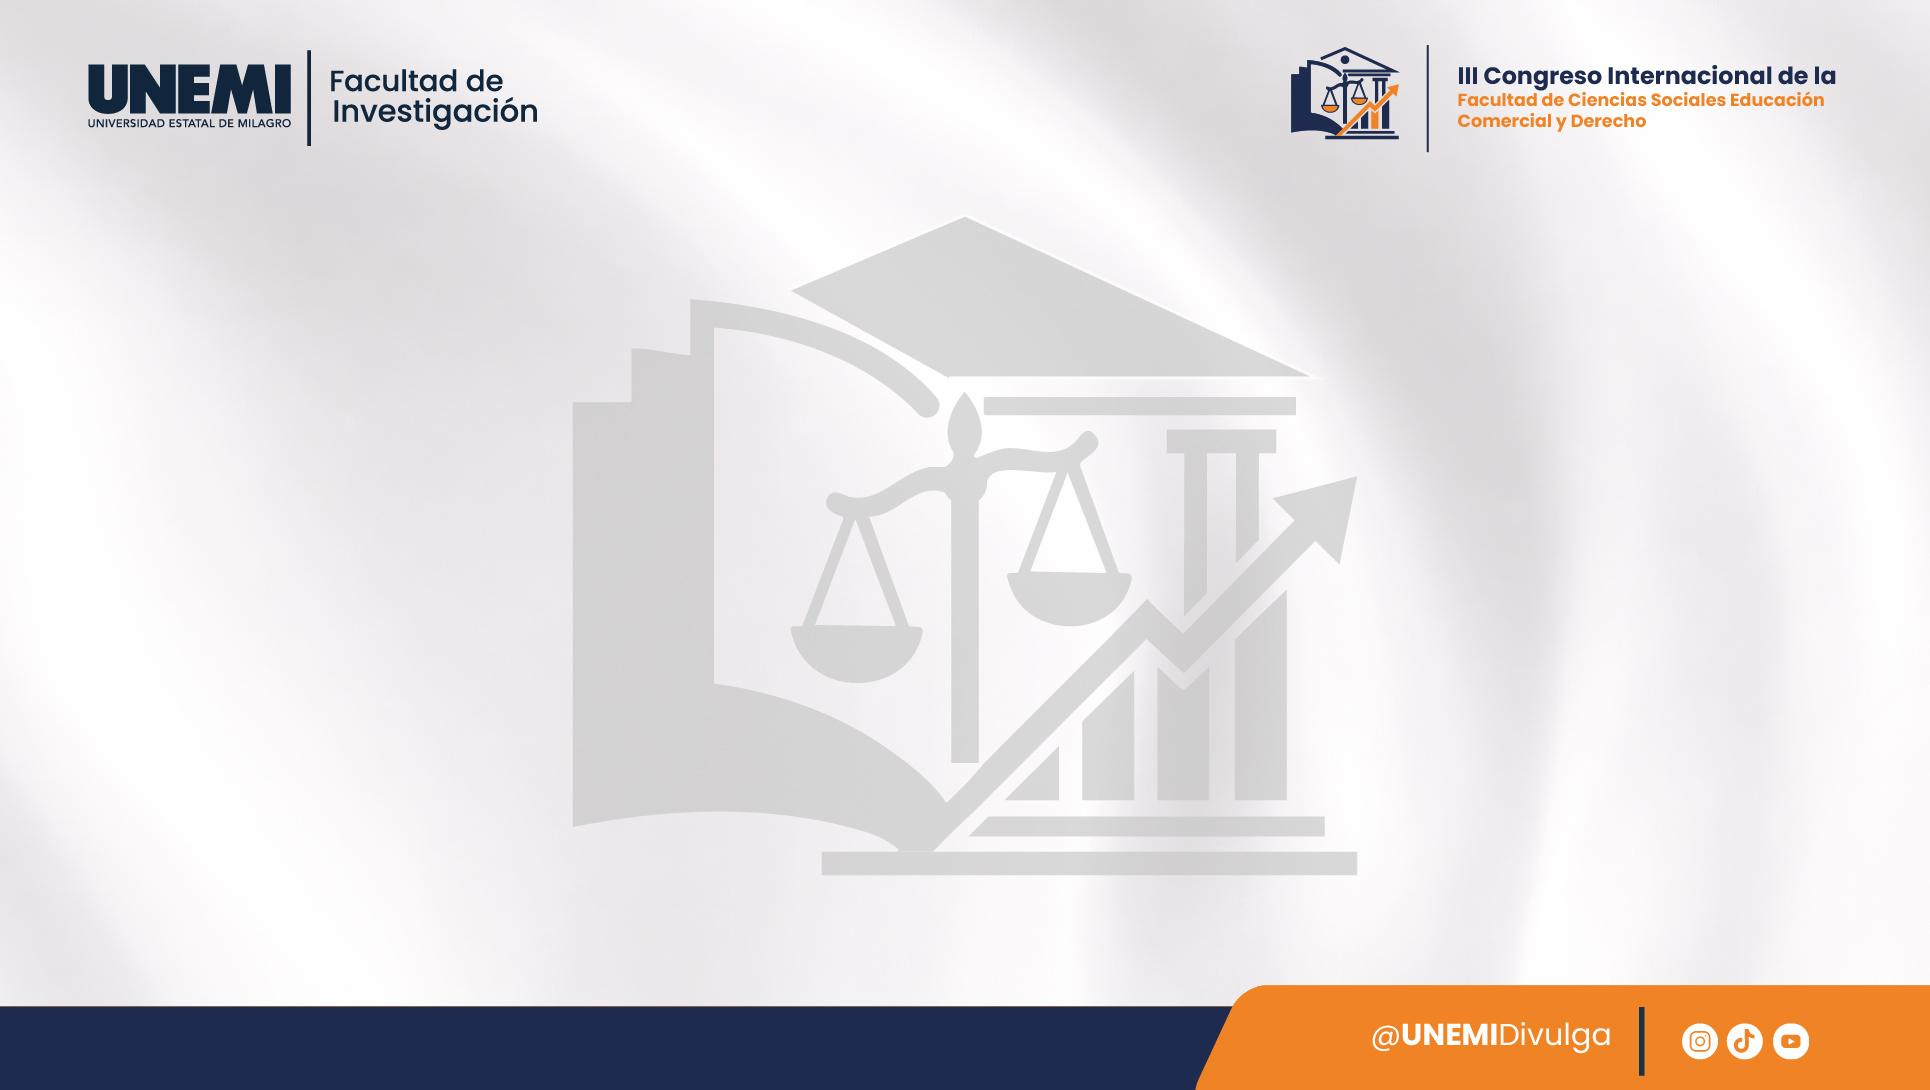 UNEMI
UNIVERSIDAD ESTATAL DE MILAGRO
Facultad de
Investigación
III Congreso Internacional de la
Facultad de Ciencias Sociales Educación
Comercial y Derecho
@UNEMIDivulga